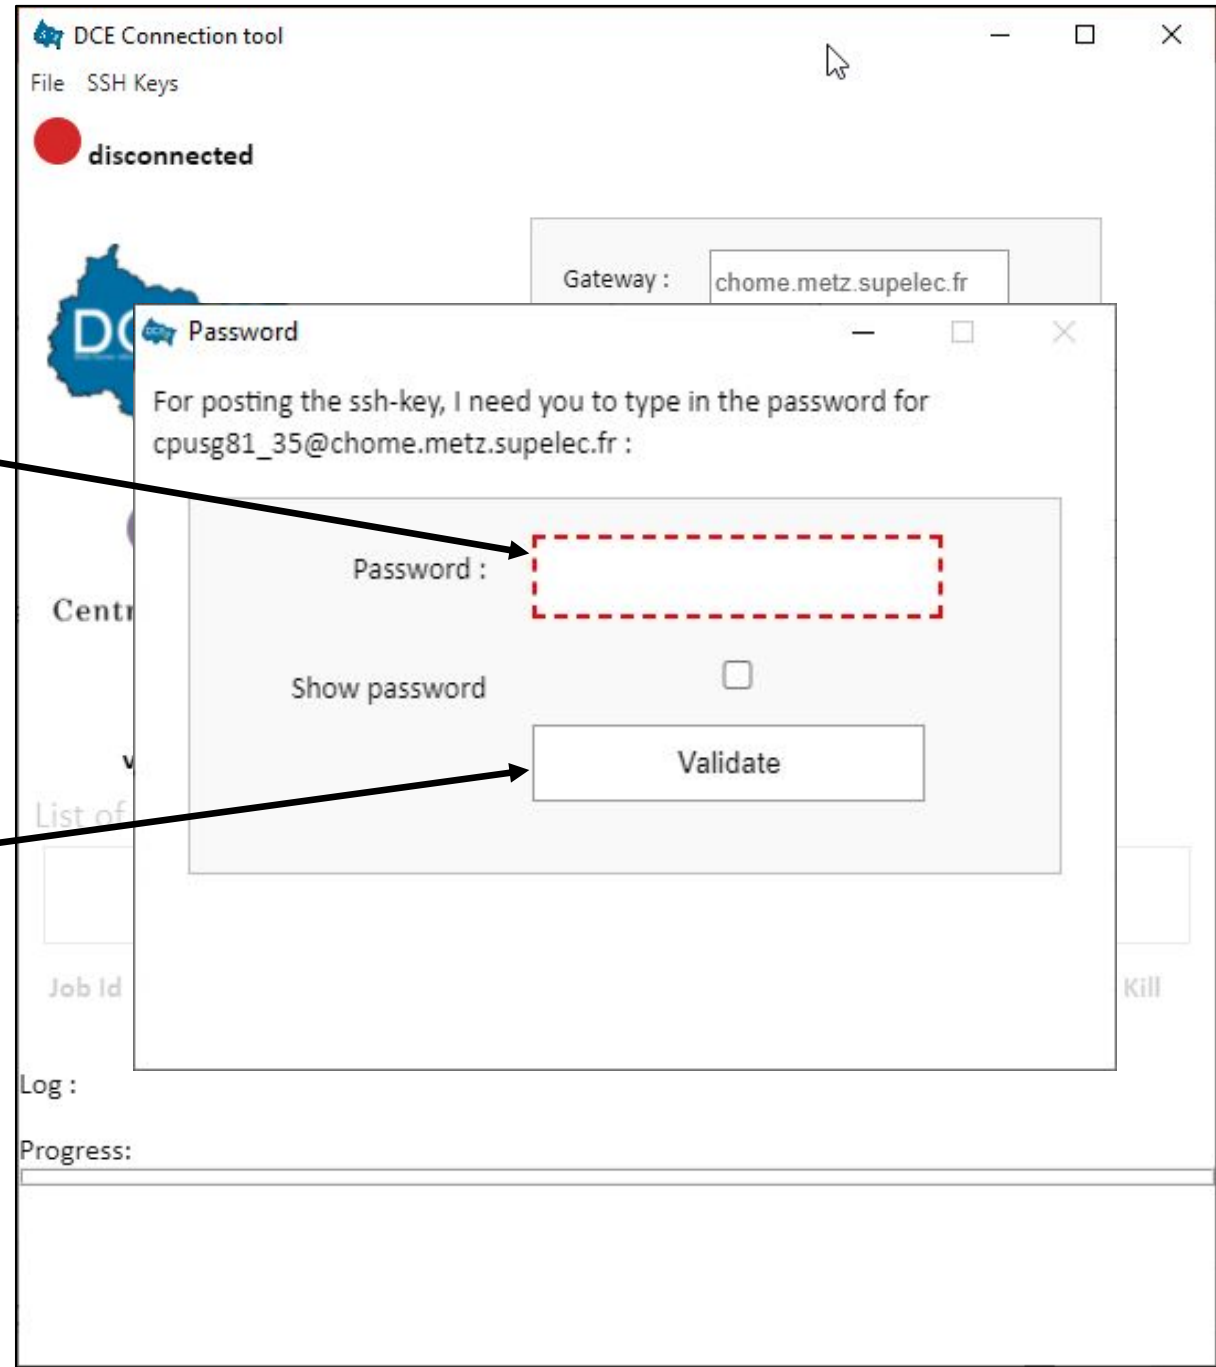 DCE Connection tool
File SSH Keys
disconnected
Gateway : chome.metz.supelec.fr
Password
For posting the ssh-key, I need you to type in the password for
cpusg81_35@chome.metz.supelec.fr :
Password :
Show password
Validate
List of
Job Id Kill
Log :
Progress: